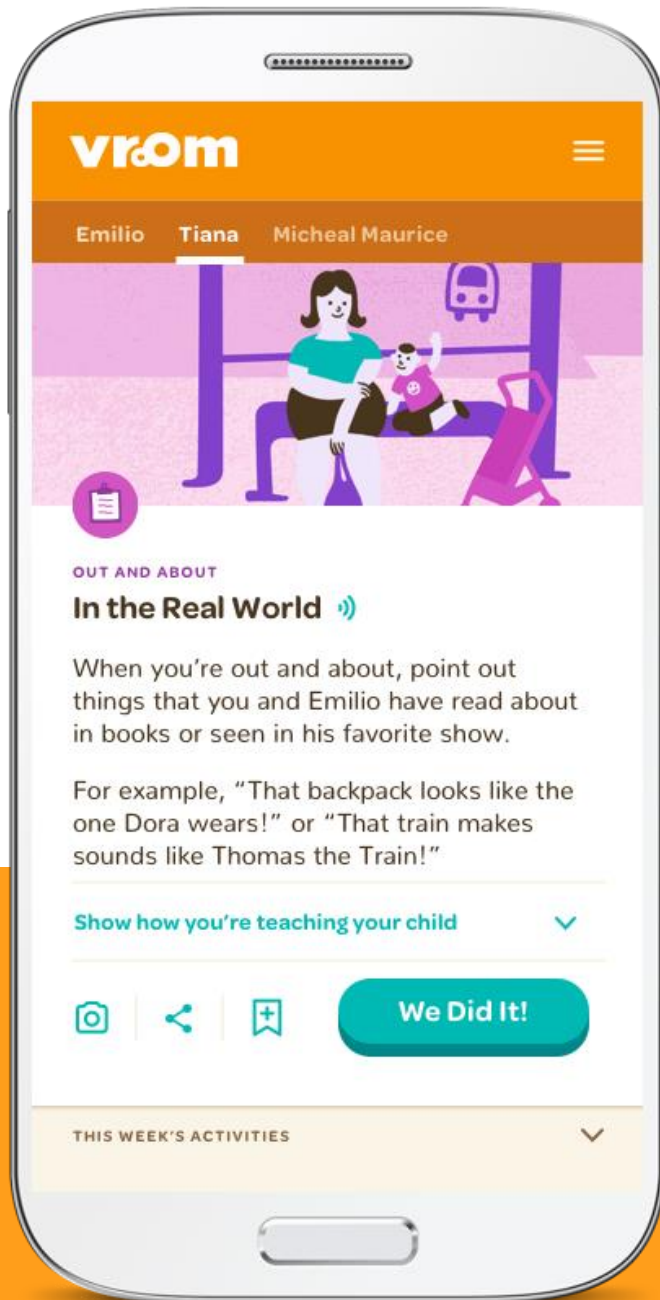 vroom
Emilio Tiana Micheal Maurice
OUT AND ABOUT
In the Real World
When you're out and about, point out
things that you and Emilio have read about
in books or seen in his favorite show.
For example, “That backpack looks like the
one Dora wears!” or “That train makes
sounds like Thomas the Train!”
Show how you're teaching your child
We Did It!
THIS WEEK'S ACTIVITIES